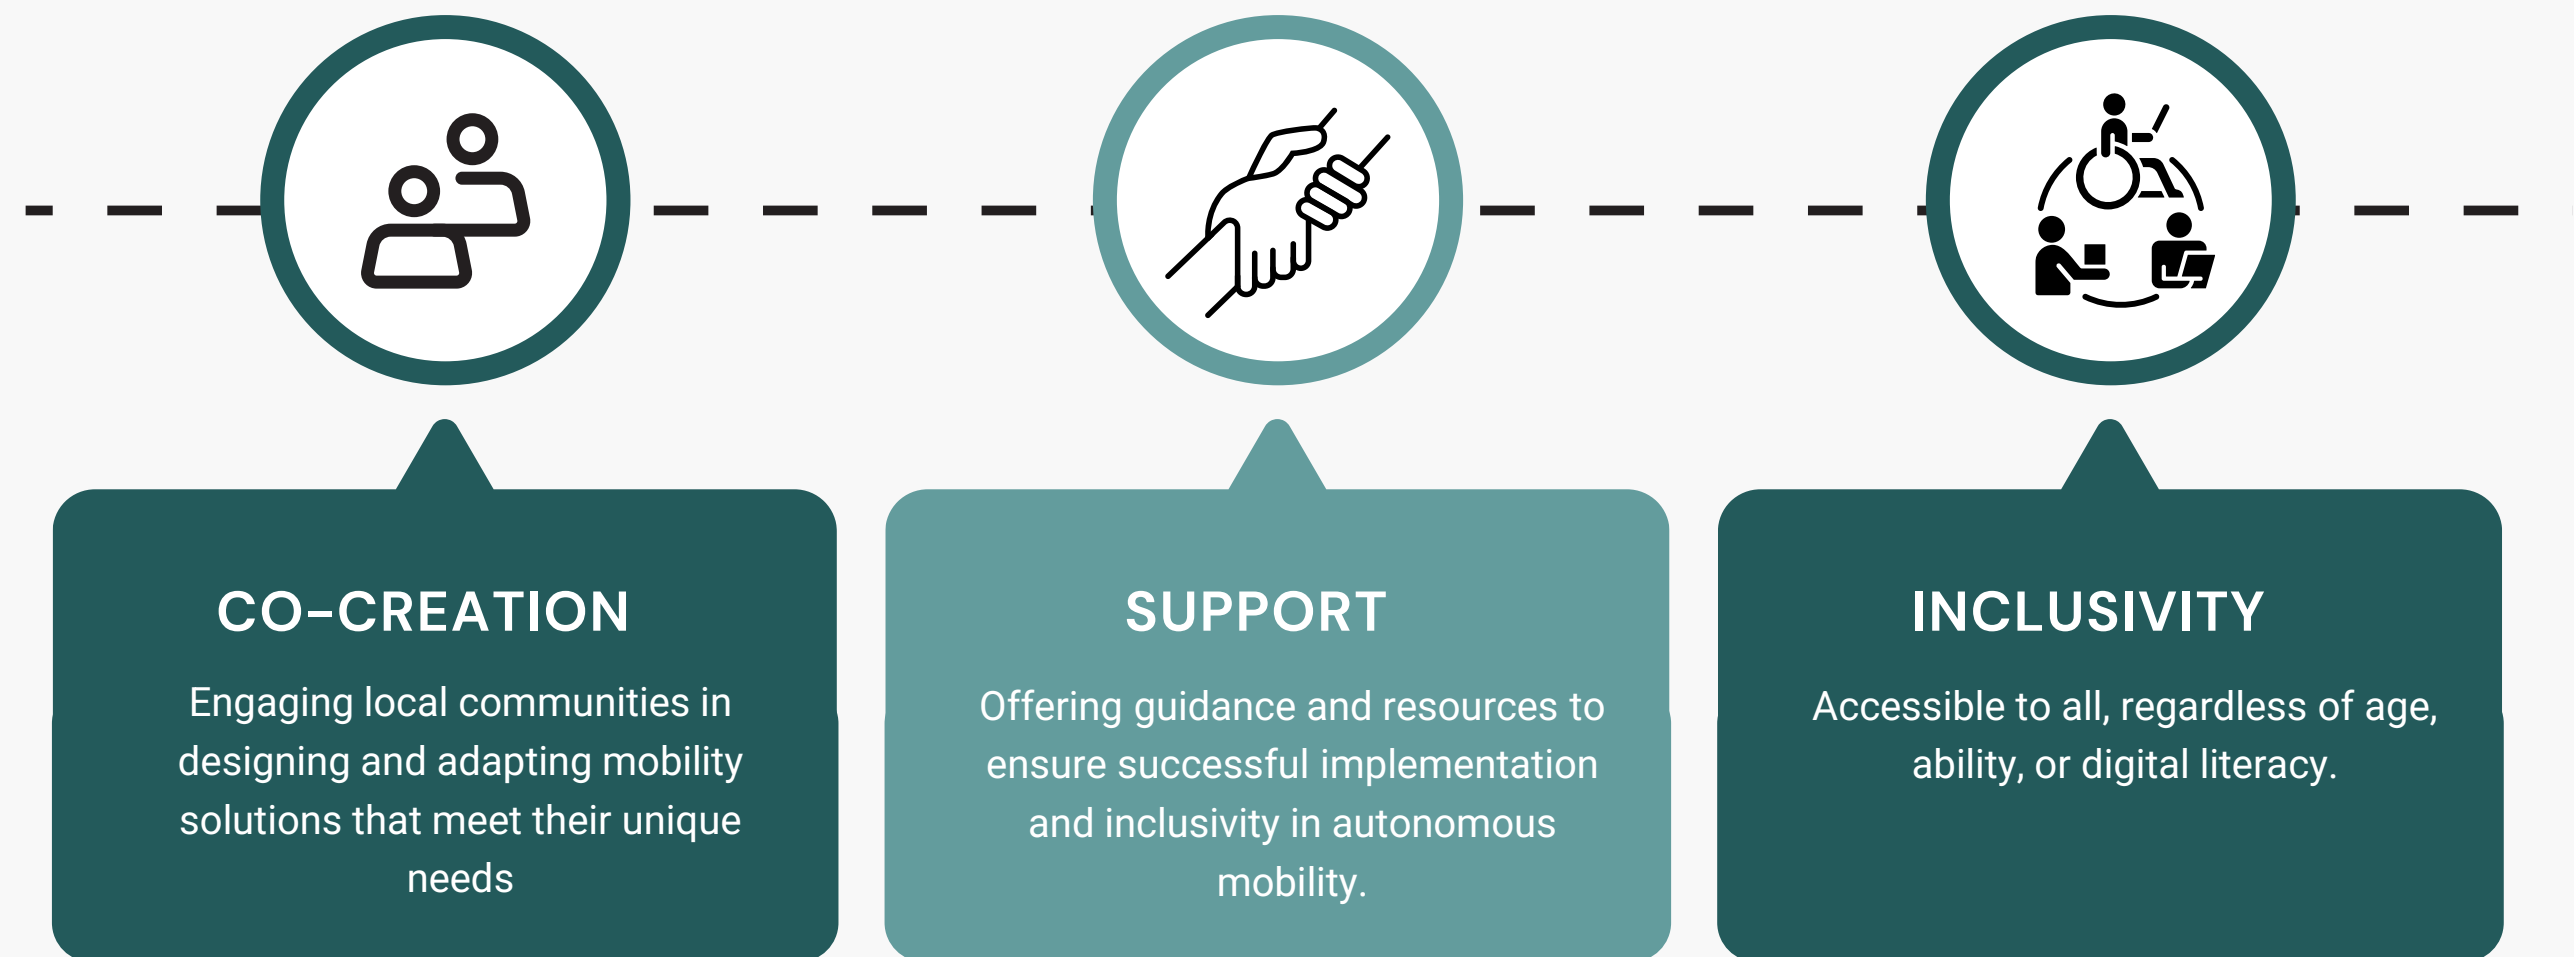 CO-CREATION
Engaging local communities in
designing and adapting mobility
solutions that meet their unique
needs
SUPPORT
Offering guidance and resources to
ensure successful implementation
and inclusivity in autonomous
mobility.
INCLUSIVITY
Accessible to all, regardless of age,
ability, or digital literacy.